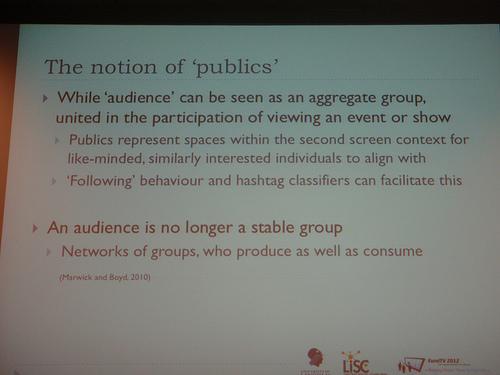 The notion of 'publics'
While 'audience' can be seen as an aggregate group,
united in the participation of viewing an event or show
Publics represent spaces within the second screen context for
like-minded, similarly interested individuals to align with
'Following' behaviour and hashtag classifiers can facilitate this
An audience is no longer a stable group
Networks of groups, who produce as well as consume
(Marwick and Boyd, 2010)
LiSC
EuroITV 2012